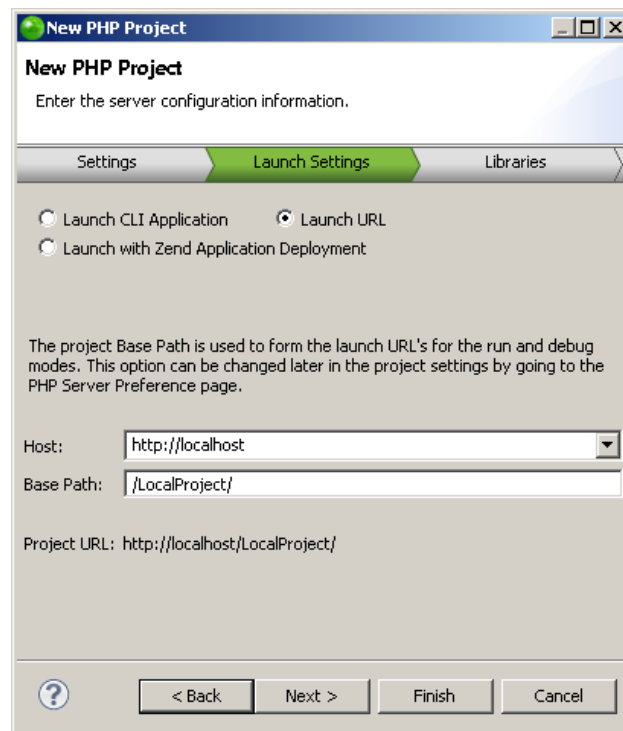 New PHP Project
New PHP Project
Enter the server configuration information.
Settings Launch Settings Libraries
Launch CLI Application Launch URL
Launch with Zend Application Deployment
The project Base Path is used to form the launch URL's for the run and debug
modes. This option can be changed later in the project settings by going to the
PHP Server Preference page.
Host: http://localhost
Base Path: /LocalProject/
Project URL: http://localhost/LocalProject/
? < Back Next > Finish Cancel